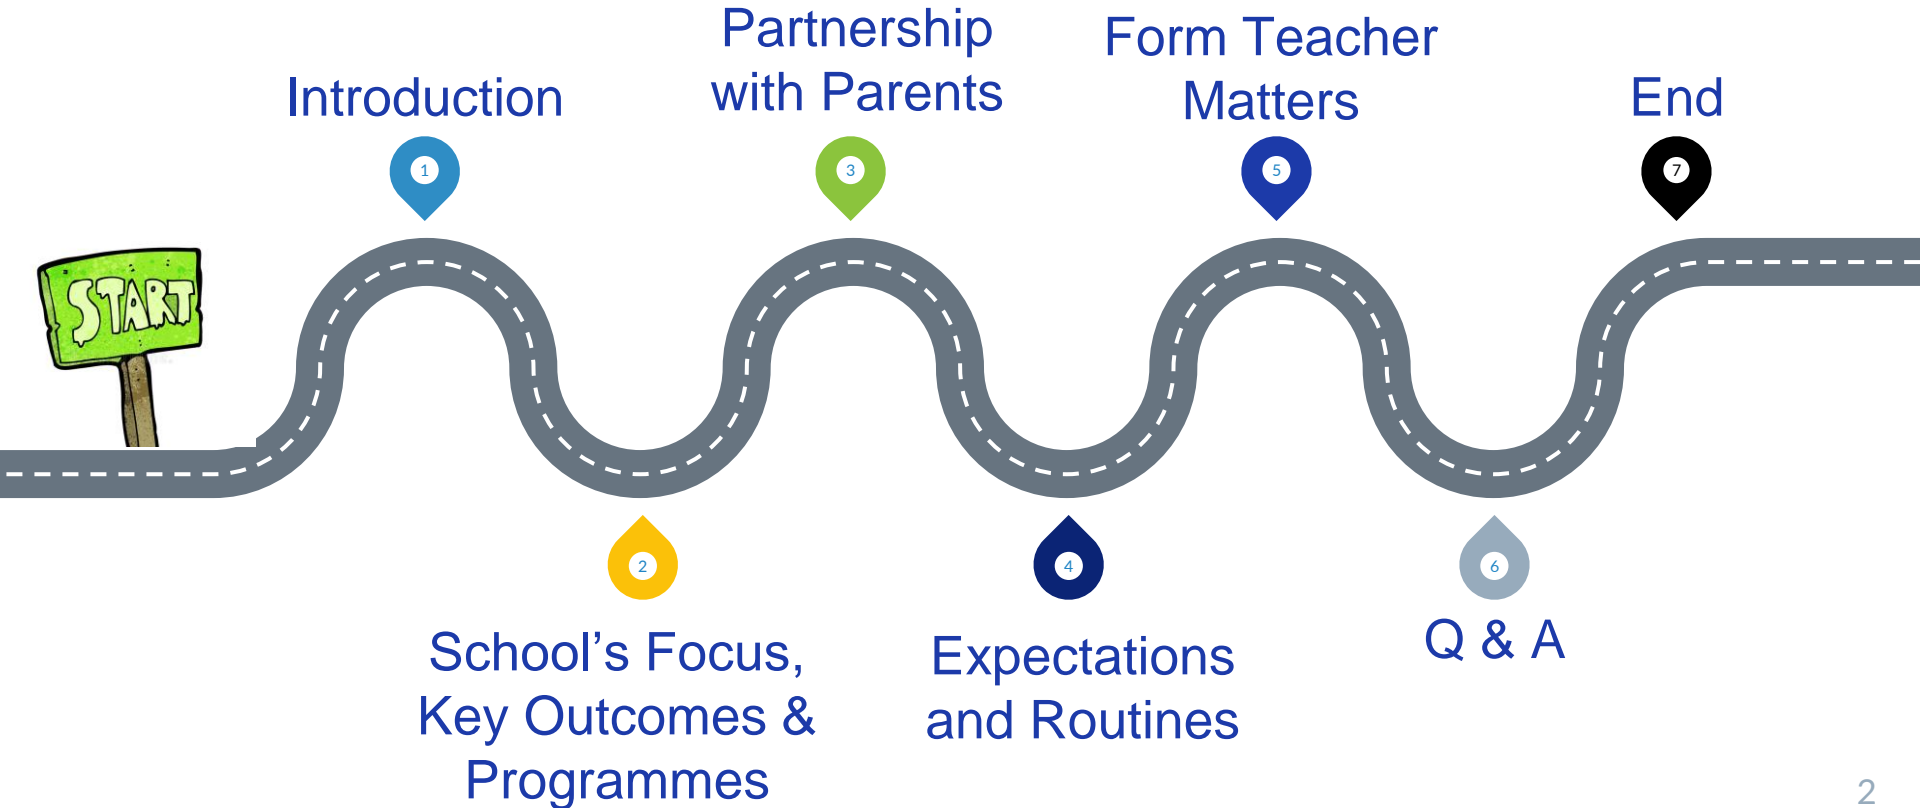 START
Introduction
1
2
School’s Focus,
Key Outcomes &
Programmes
Partnership
with Parents
3
4
Expectations
and Routines
Form Teacher
Matters
5
6
Q & A
End
7
2